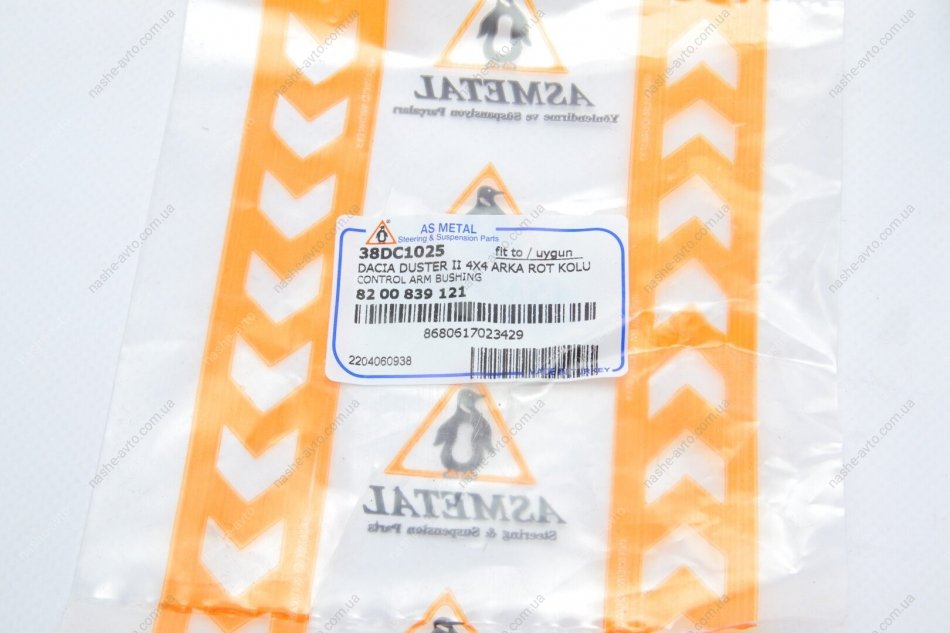 ASMETAL
Yönlendirme ve Süspansiyon Parçaları
AS METAL
Steering & Suspension Parts
38DC1025 fit to / uygun
DACIA DUSTER II 4X4 ARKA ROT KOLU
CONTROL ARM BUSHING
82 00 839 121
8680617023429
2204060938
ASMETAL
Steering & Suspension Parts
nashe-avto.com.ua